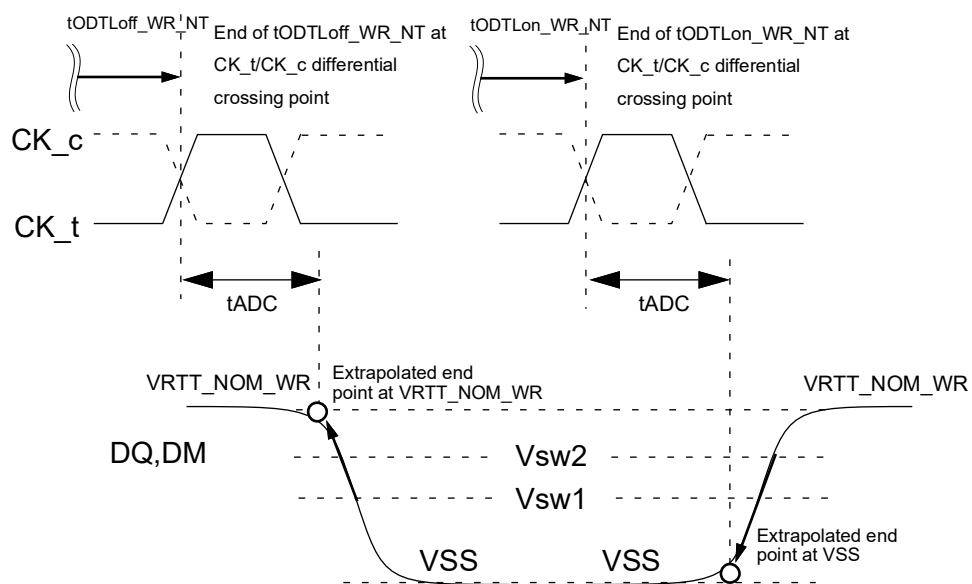 tODTLoff_WR_NT
End of tODTLoff_WR_NT at
CK_t/CK_c differential
crossing point
tODTLon_WR_NT
End of tODTLon_WR_NT at
CK_t/CK_c differential
crossing point
CK_c
CK_t
tADC
tADC
VRTT_NOM_WR
Extrapolated end
point at VRTT_NOM_WR
VRTT_NOM_WR
DQ,DM
Vsw2
Vsw1
VSS
VSS
Extrapolated end
point at VSS